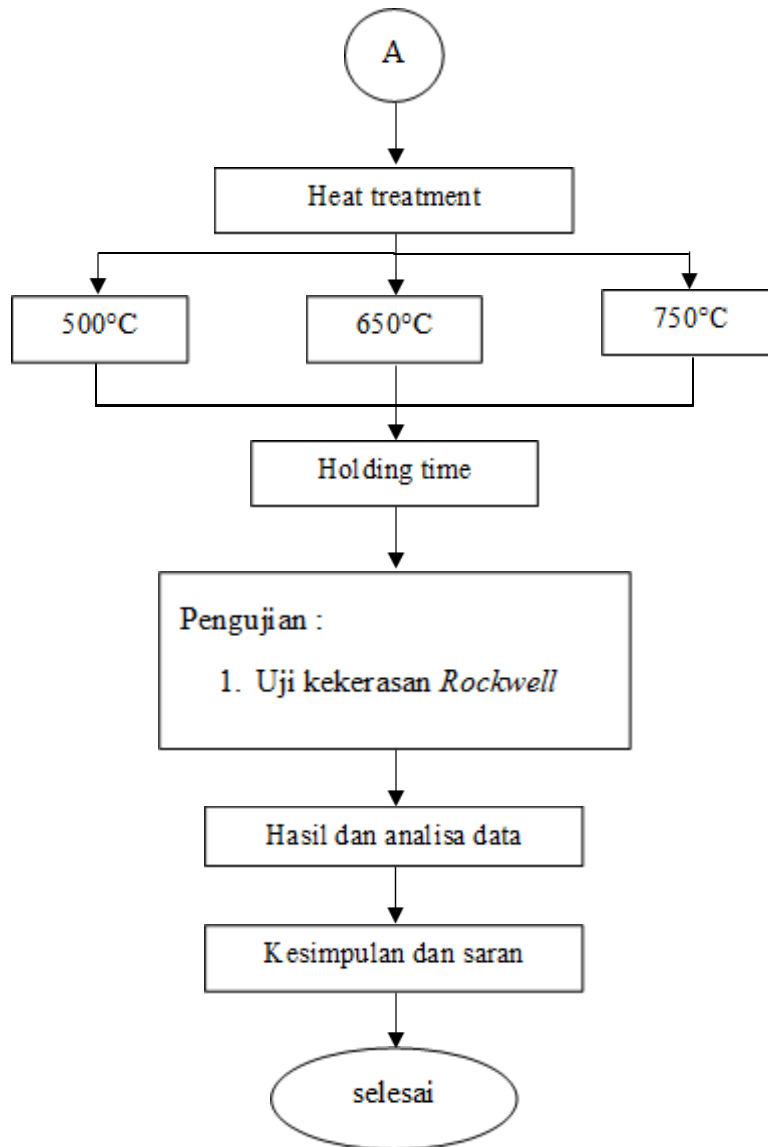 A
Heat treatment
500°C
650°C
750°C
Holding time
Pengujian :
1. Uji kekerasan Rockwell
Hasil dan analisa data
Kesimpulan dan saran
selesai